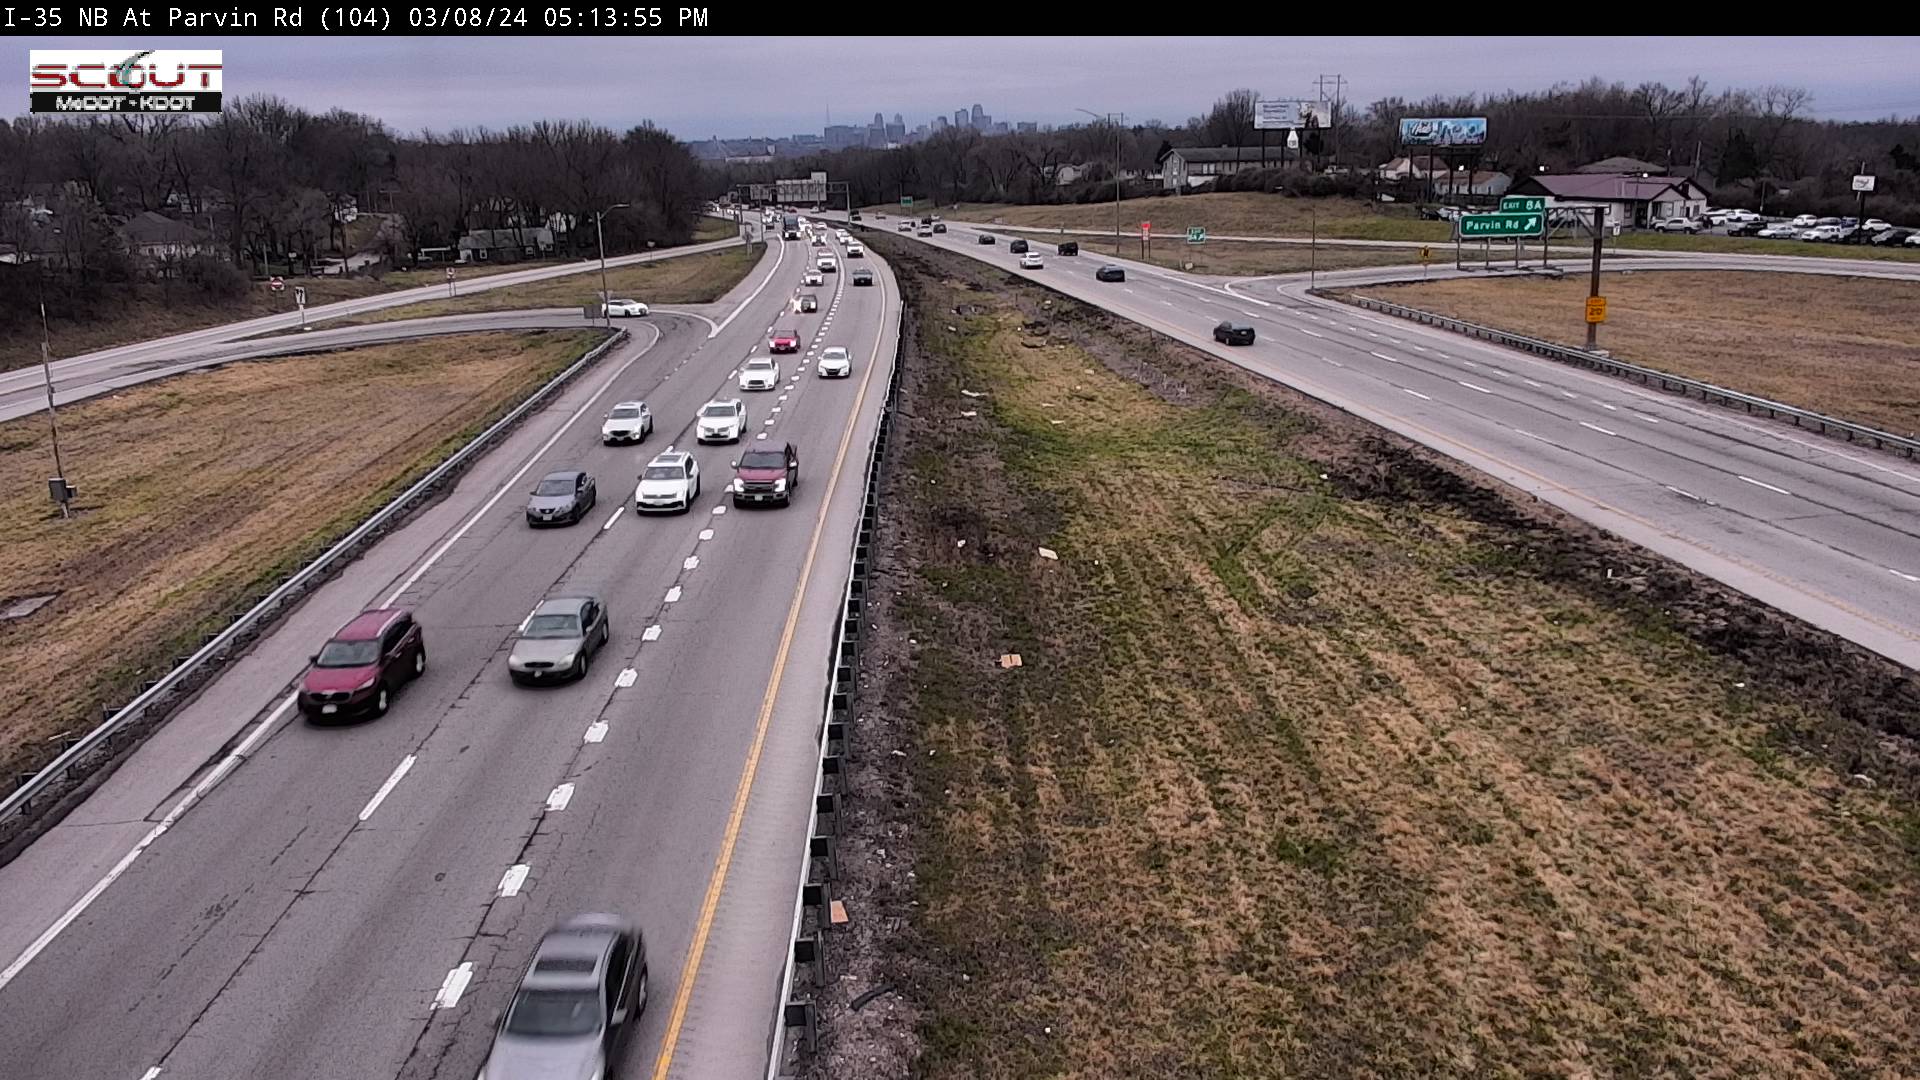 I-35 NB At Parvin Rd (104) 03/08/24 05:13:55 PM
SCOUT
MoDOT - KDOT
EXIT 8A
Parvin Rd
20